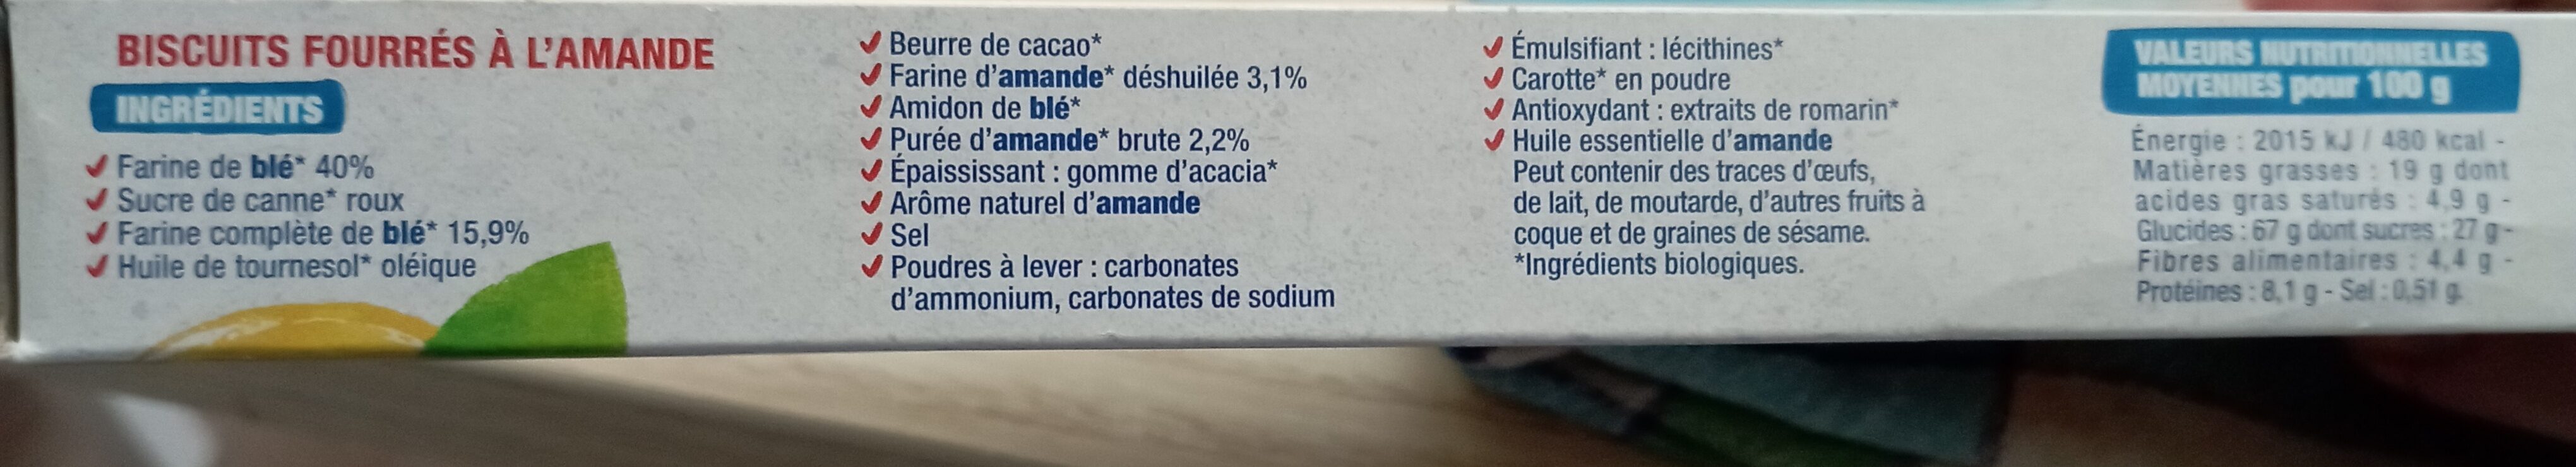 BISCUITS FOURRÉS À L'AMANDE
INGRÉDIENTS
Farine de blé* 40%
Sucre de canne* roux
Farine complète de blé* 15,9%
Huile de tournesol* oléique
Beurre de cacao*
Farine d'amande* déshuilée 3,1%
Amidon de blé*
Purée d'amande* brute 2,2%
Épaississant : gomme d'acacia*
Arôme naturel d'amande
Sel
Poudres à lever : carbonates
d'ammonium, carbonates de sodium
Émulsifiant : lécithines*
Carotte* en poudre
Antioxydant : extraits de romarin*
Huile essentielle d'amande
Peut contenir des traces d'œufs,
de lait, de moutarde, d'autres fruits à
coque et de graines de sésame.
*Ingrédients biologiques.
VALEURS NUTRITIONNELLES
MOYENNES pour 100 g
Énergie : 2015 kJ / 480 kcal -
Matières grasses : 19 g dont
acides gras saturés : 4,9 g -
Glucides : 67 g dont sucres : 27 g -
Fibres alimentaires : 4,4 g -
Protéines : 8,1 g - Sel : 0,51 g.